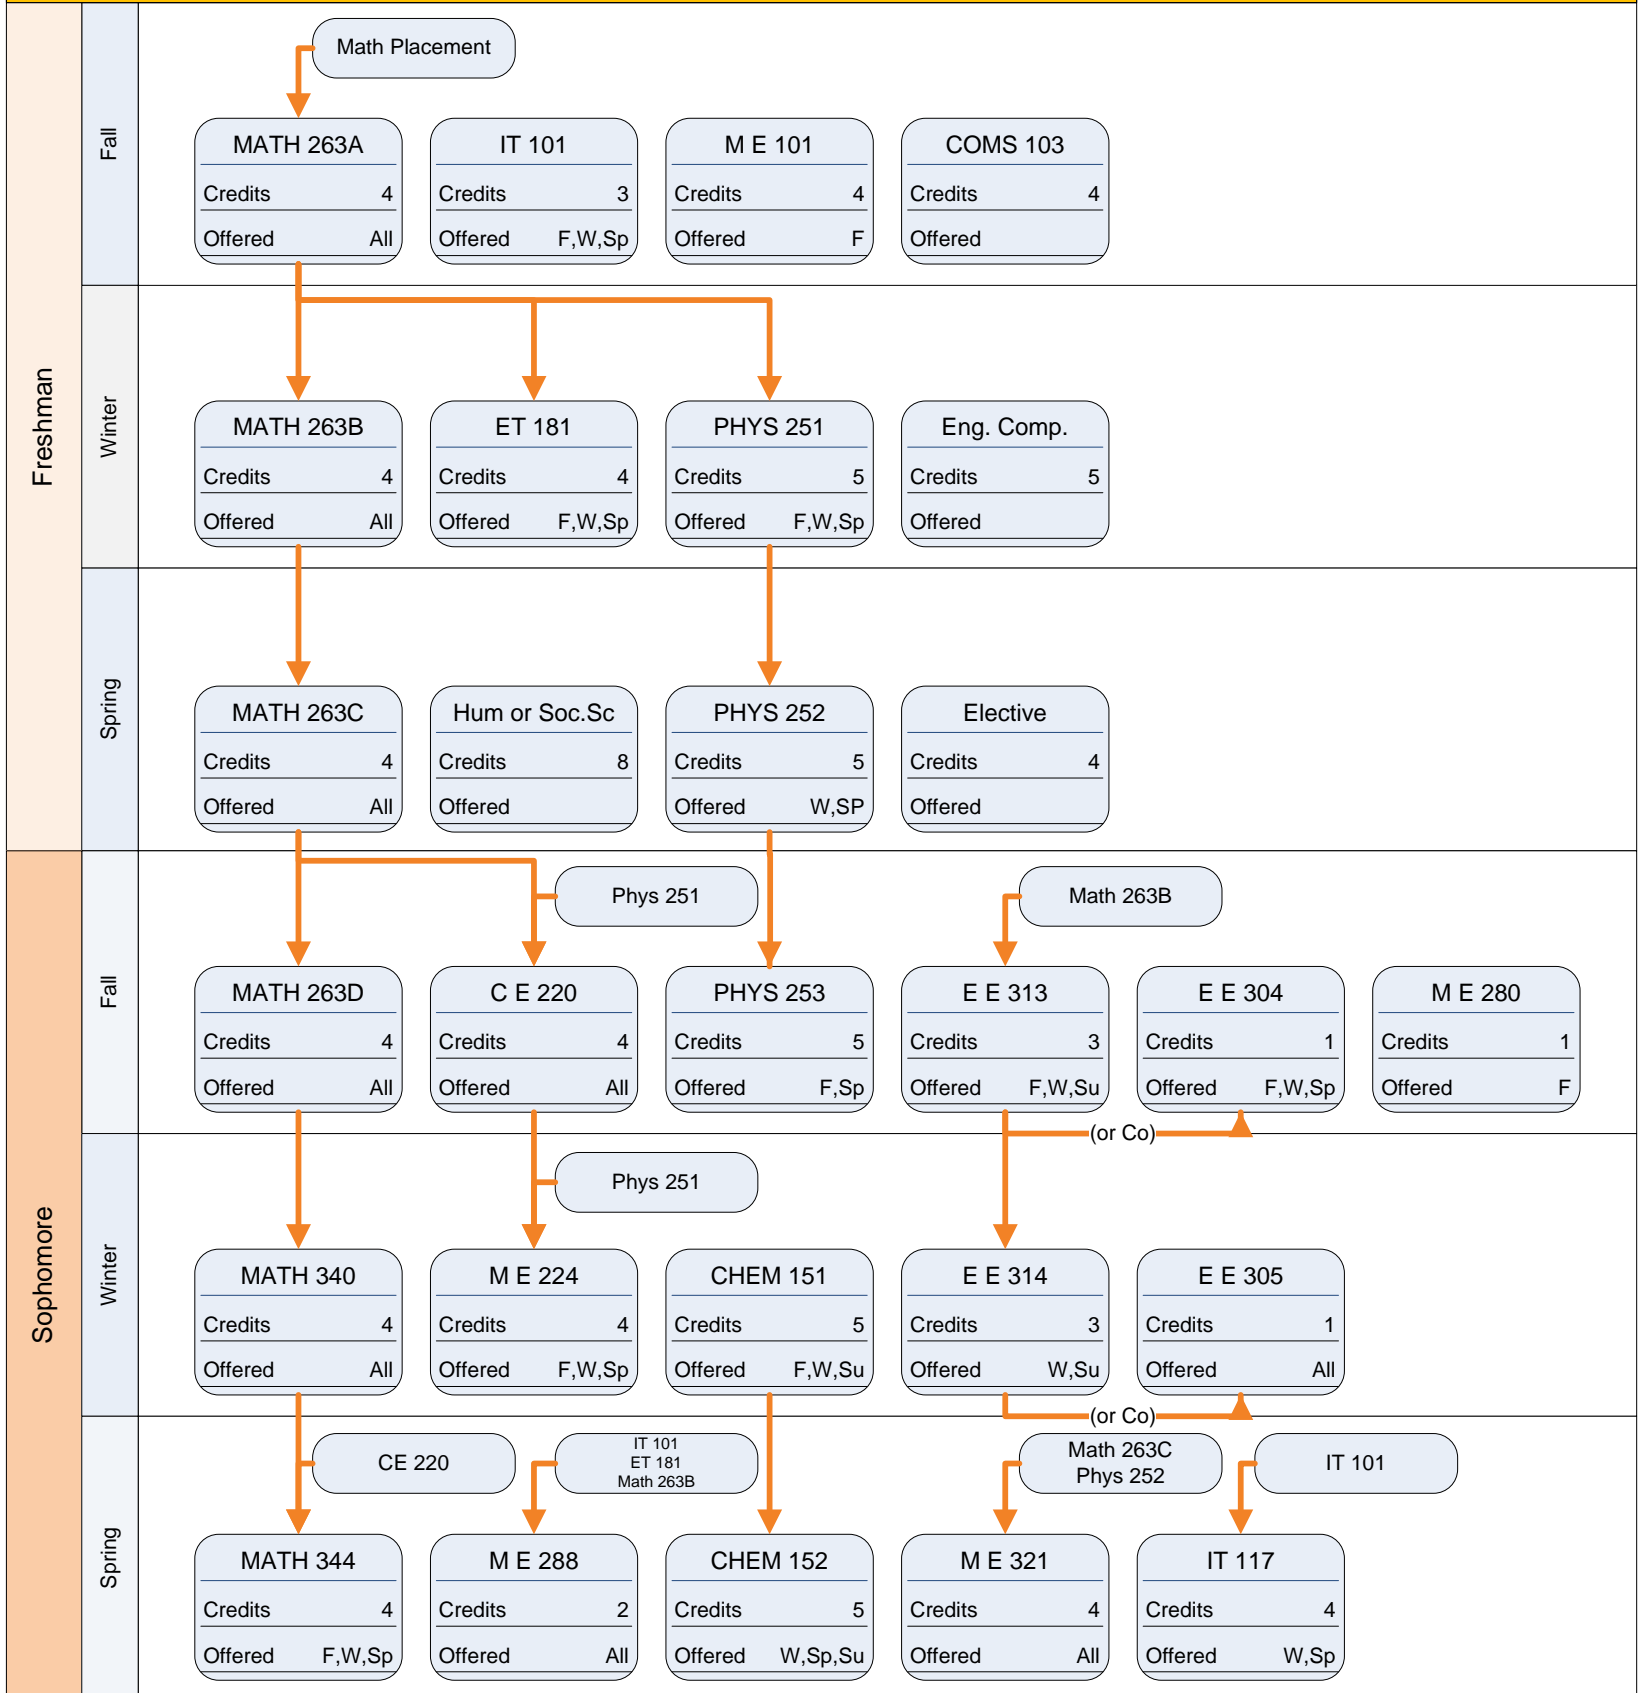 Freshman
Fall
Math Placement
MATH 263A
Credits 4
Offered All
IT 101
Credits 3
Offered F,W,Sp
M E 101
Credits 4
Offered F
COMS 103
Credits 4
Offered
Winter
MATH 263B
Credits 4
Offered All
ET 181
Credits 4
Offered F,W,Sp
PHYS 251
Credits 5
Offered F,W,Sp
Eng. Comp.
Credits 5
Offered
Spring
MATH 263C
Credits 4
Offered All
Hum or Soc.Sc
Credits 8
Offered
PHYS 252
Credits 5
Offered W,SP
Elective
Credits 4
Offered
Sophomore
Fall
Phys 251
Math 263B
MATH 263D
Credits 4
Offered All
C E 220
Credits 4
Offered All
PHYS 253
Credits 5
Offered F,Sp
E E 313
Credits 3
Offered F,W,Su
E E 304
Credits 1
Offered F,W,Sp
M E 280
Credits 1
Offered F
(or Co)
Winter
Phys 251
MATH 340
Credits 4
Offered All
M E 224
Credits 4
Offered F,W,Sp
CHEM 151
Credits 5
Offered F,W,Su
E E 314
Credits 3
Offered W,Su
E E 305
Credits 1
Offered All
(or Co)
Spring
CE 220
IT 101
ET 181
Math 263B
Math 263C
Phys 252
IT 101
MATH 344
Credits 4
Offered F,W,Sp
M E 288
Credits 2
Offered All
CHEM 152
Credits 5
Offered W,Sp,Su
M E 321
Credits 4
Offered All
IT 117
Credits 4
Offered W,Sp